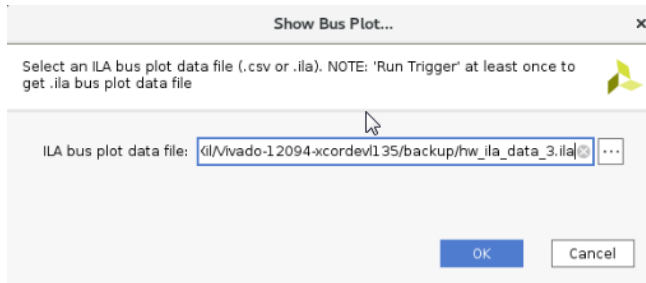 Show Bus Plot...
Select an ILA bus plot data file (.csv or .ila). NOTE: 'Run Trigger' at least once to
get .ila bus plot data file
ILA bus plot data file: Xil/Vivado-12094-xcordevl135/backup/hw_ila_data_3.ila
OK Cancel